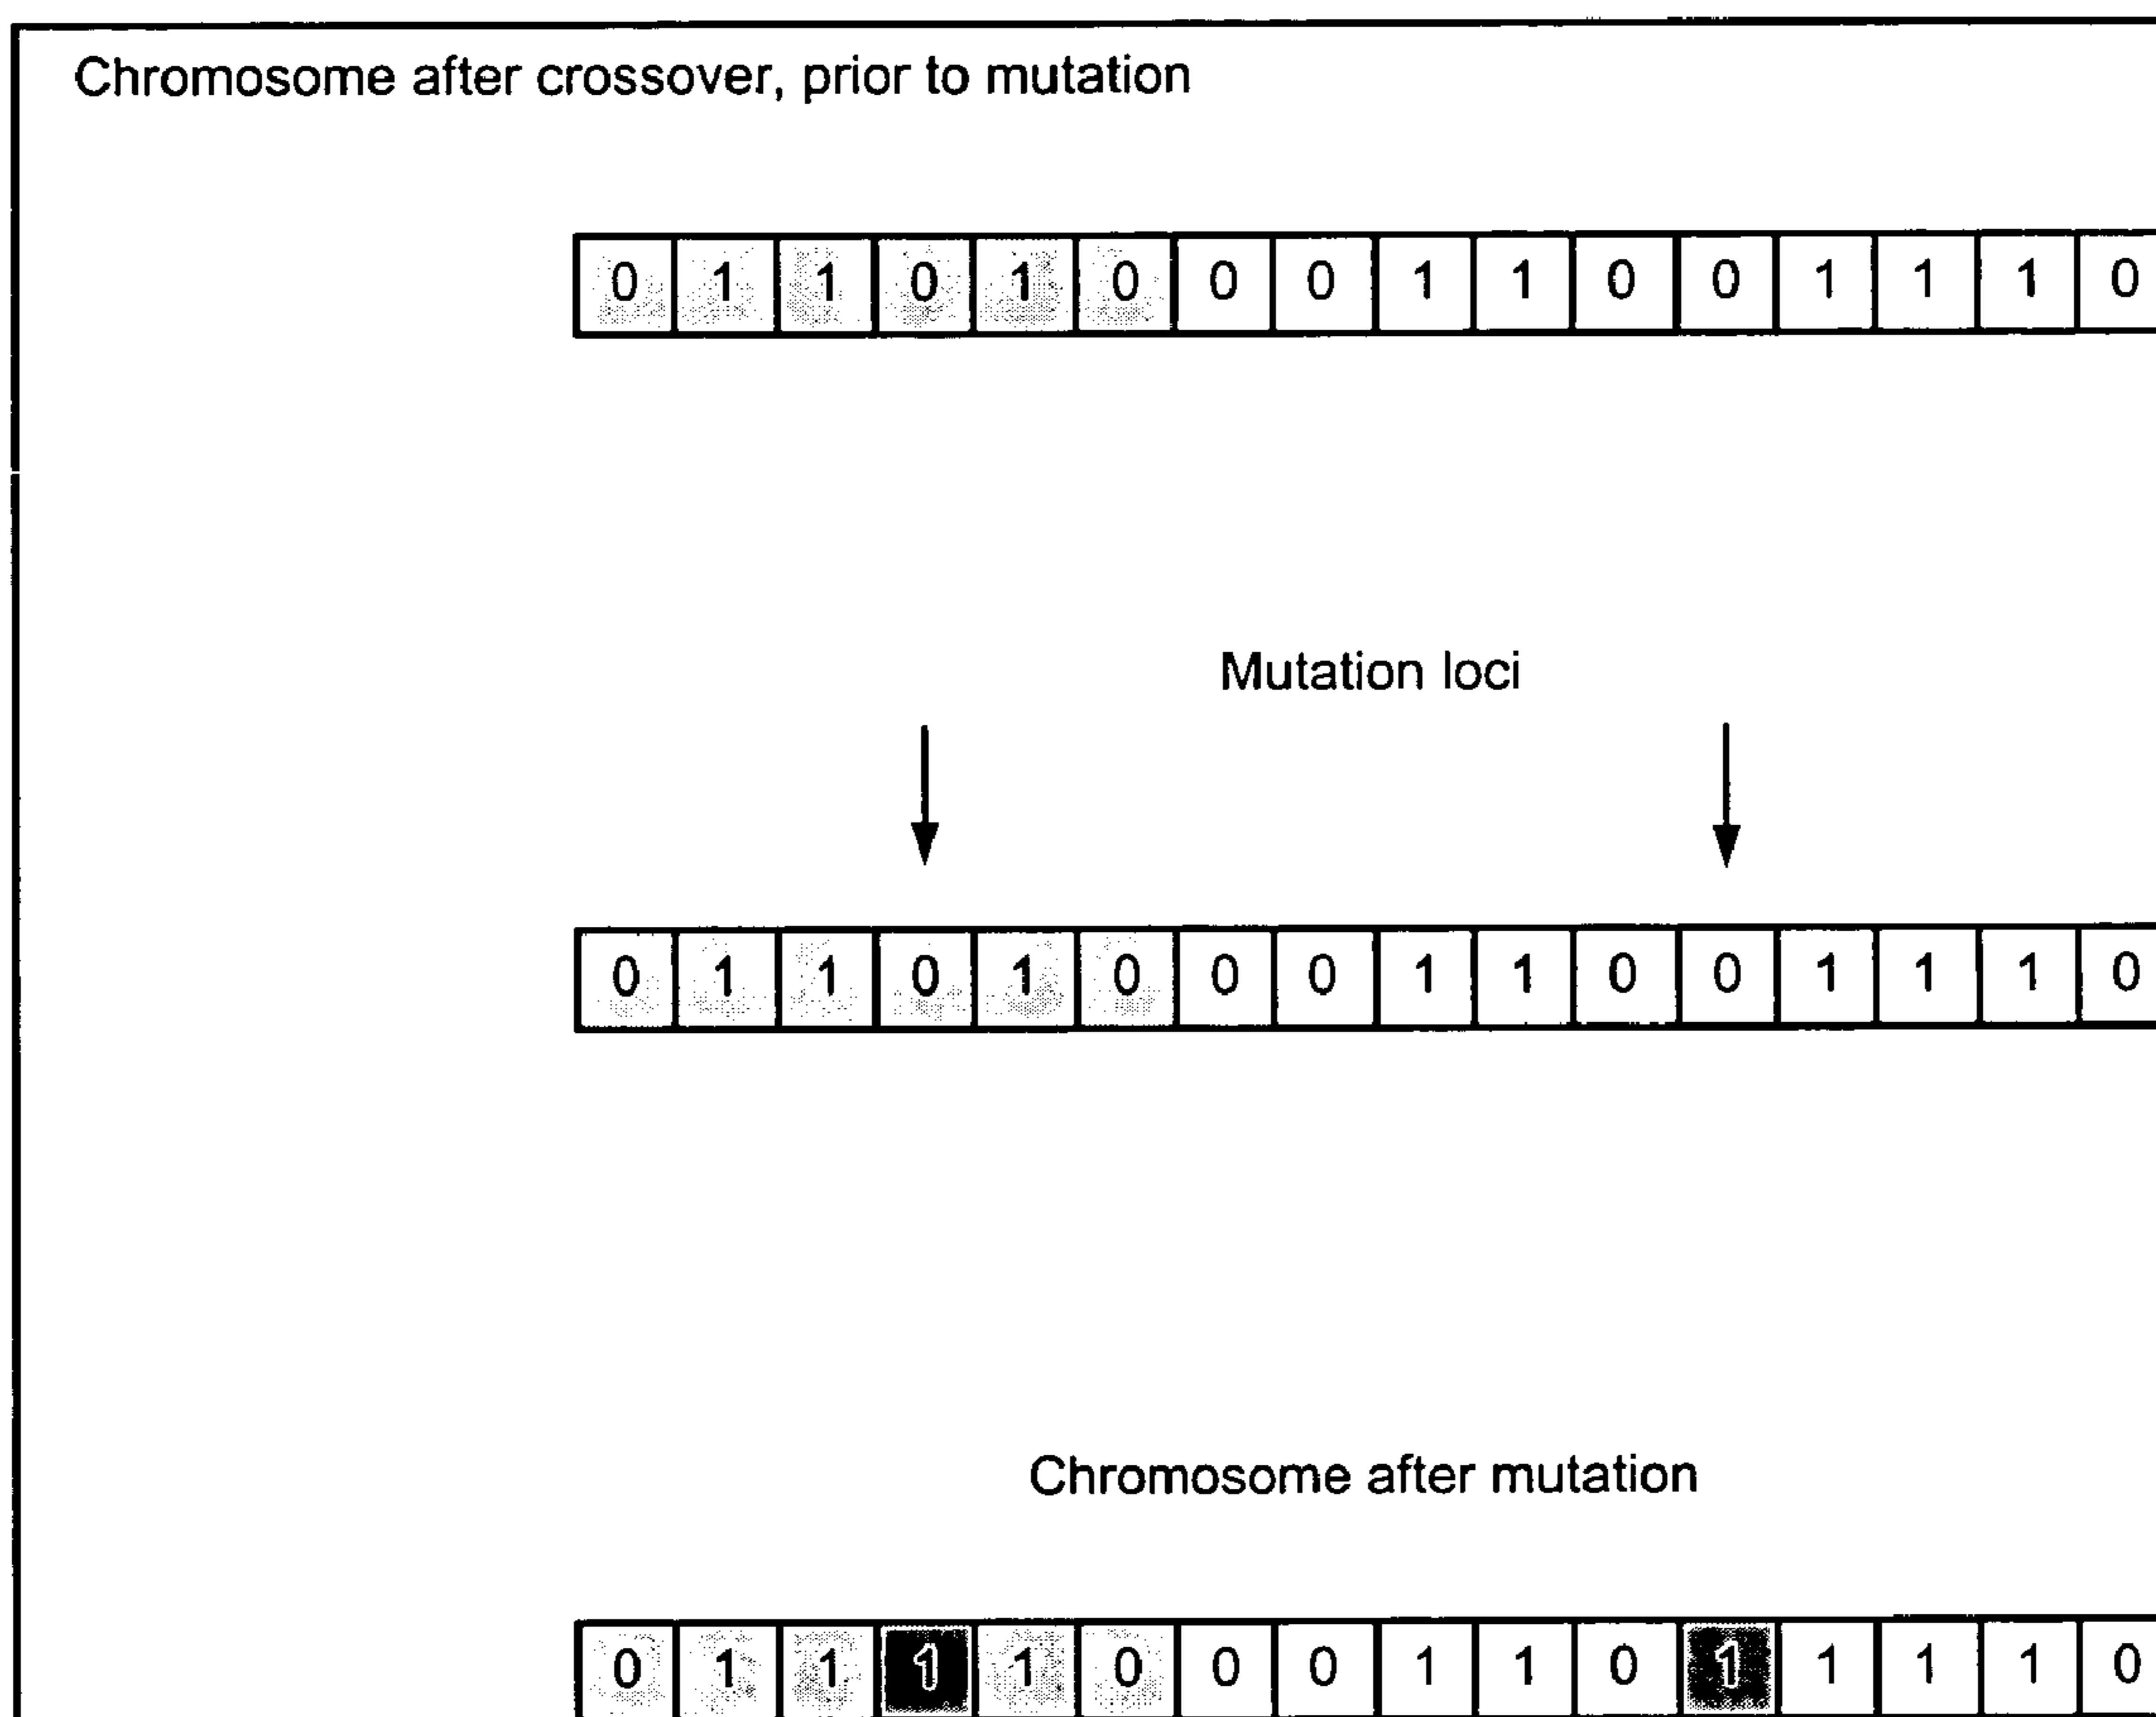 Chromosome after crossover, prior to mutation
0 1 1 0 1 0 0 0 1 1 0 0 1 1 1 0
Mutation loci
0 1 1 0 1 0 0 0 1 1 0 0 1 1 1 0
Chromosome after mutation
0 1 1 1 1 0 0 0 1 1 0 1 1 1 1 0